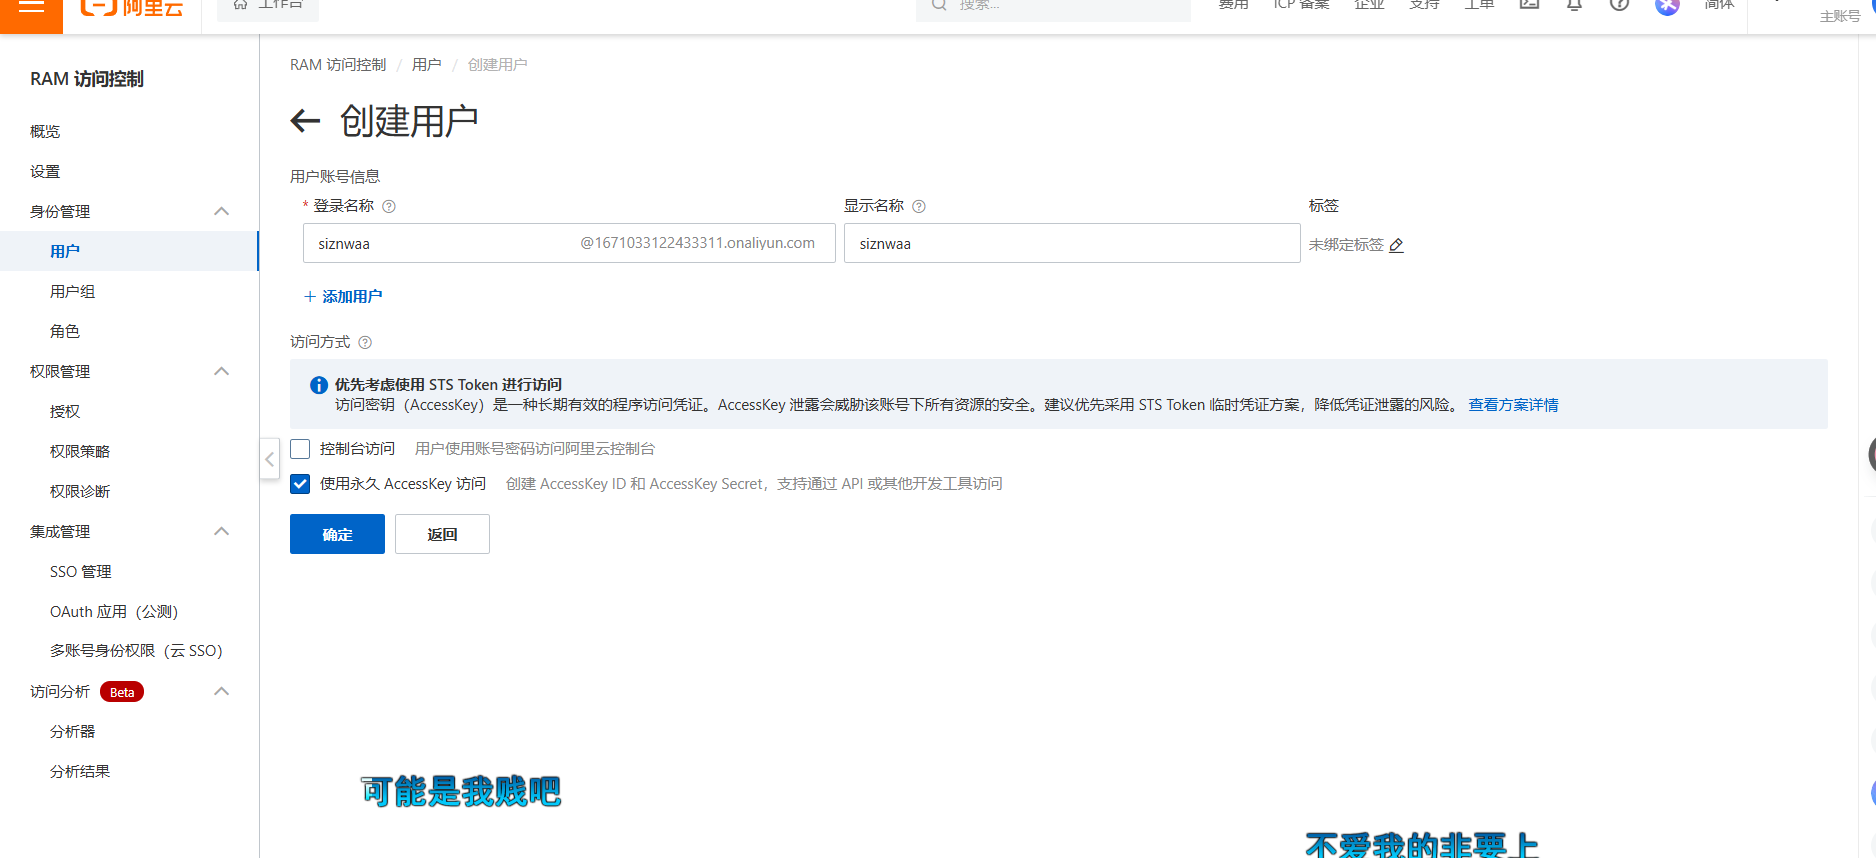 阿里云
工作台
搜索...
费用
ICP 备案
企业
支持
工单
简体
主账号
RAM 访问控制
概览
设置
身份管理
用户
用户组
角色
权限管理
授权
权限策略
权限诊断
集成管理
SSO 管理
OAuth 应用（公测）
多账号身份权限（云 SSO）
访问分析 Beta
分析器
分析结果
RAM 访问控制 / 用户 / 创建用户
创建用户
用户账号信息
* 登录名称 显示名称 标签
siznwaa @1671033122433311.onaliyun.com siznwaa 未绑定标签
+ 添加用户
访问方式
优先考虑使用 STS Token 进行访问
访问密钥（AccessKey）是一种长期有效的程序访问凭证。AccessKey 泄露会威胁该账号下所有资源的安全。建议优先采用 STS Token 临时凭证方案，降低凭证泄露的风险。 查看方案详情
控制台访问 用户使用账号密码访问阿里云控制台
使用永久 AccessKey 访问 创建 AccessKey ID 和 AccessKey Secret，支持通过 API 或其他开发工具访问
确定 返回
可能是我贱吧
不爱我的非要上